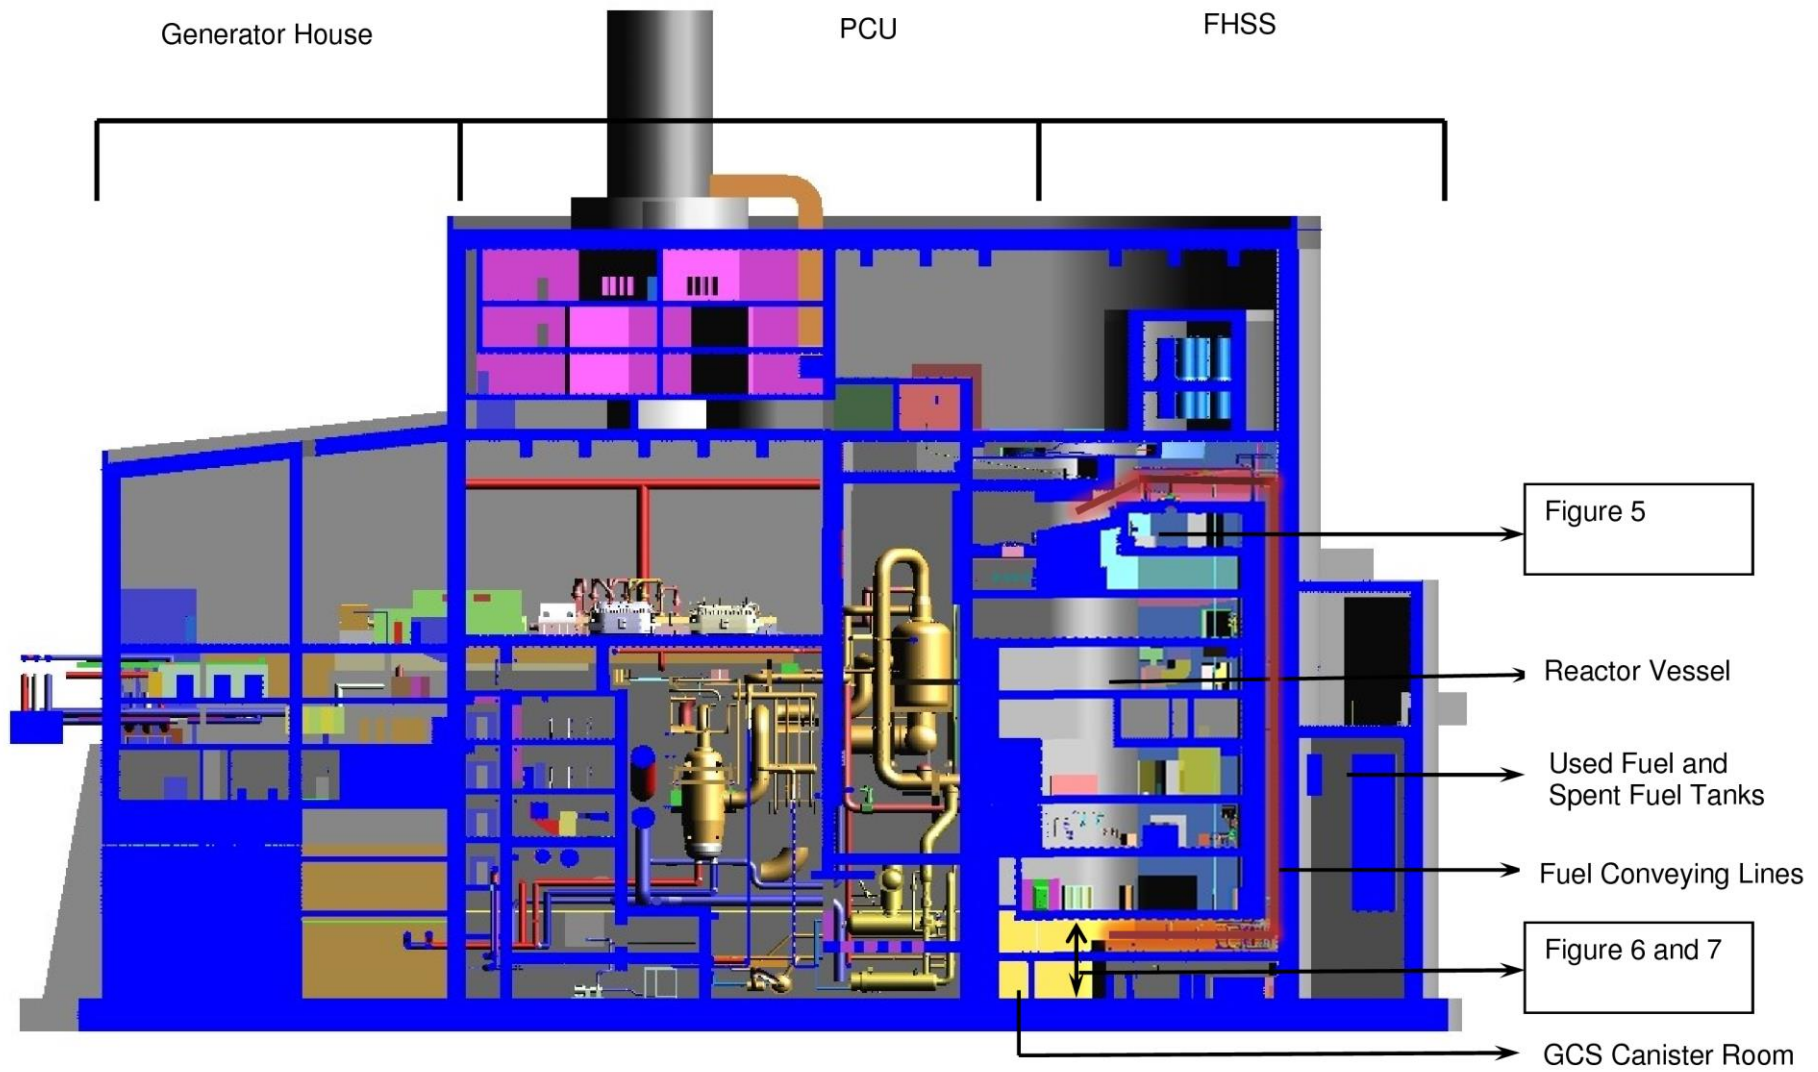 Generator House
PCU
FHSS
Figure 5
Reactor Vessel
Used Fuel and
Spent Fuel Tanks
Fuel Conveying Lines
Figure 6 and 7
GCS Canister Room